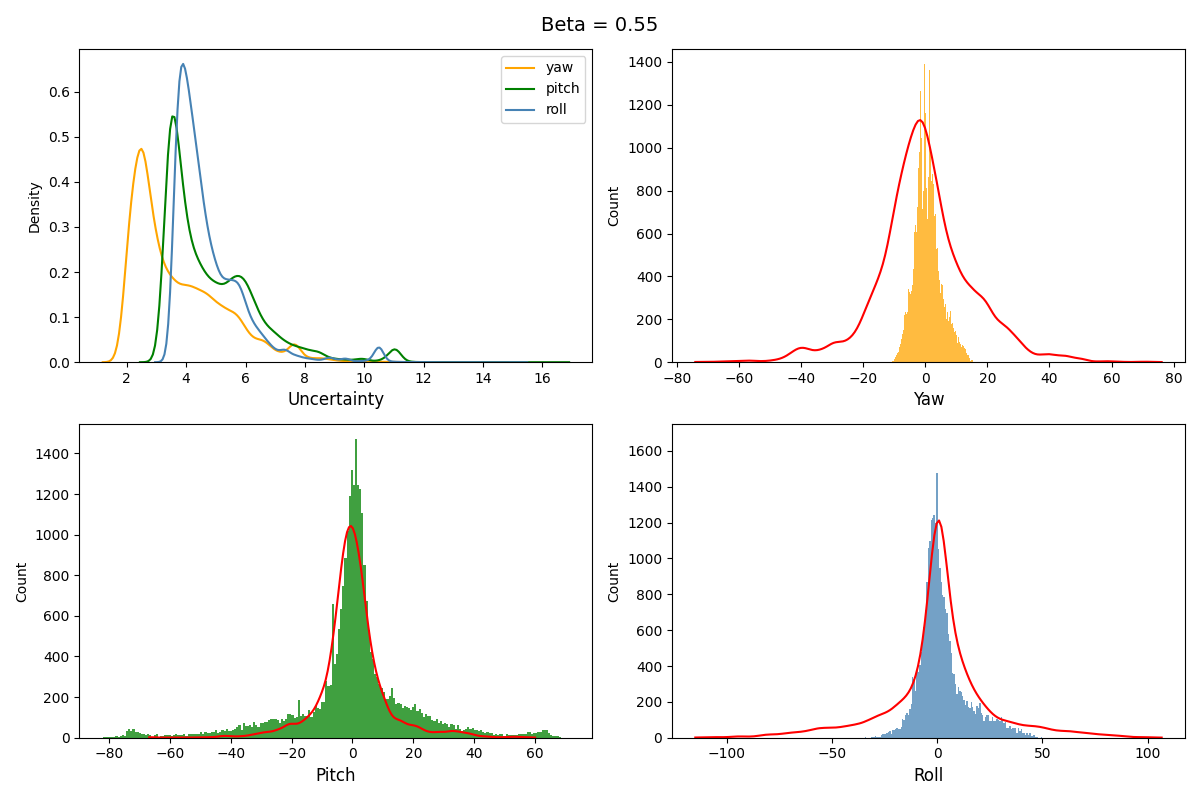 Beta = 0.55
yaw
pitch
roll
Density
0.0
0.1
0.2
0.3
0.4
0.5
0.6
2 4 6 8 10 12 14 16
Uncertainty
Count
0
200
400
600
800
1000
1200
1400
−80 −60 −40 −20 0 20 40 60 80
Yaw
Count
0
200
400
600
800
1000
1200
1400
−80 −60 −40 −20 0 20 40 60
Pitch
Count
0
200
400
600
800
1000
1200
1400
1600
−100 −50 0 50 100
Roll